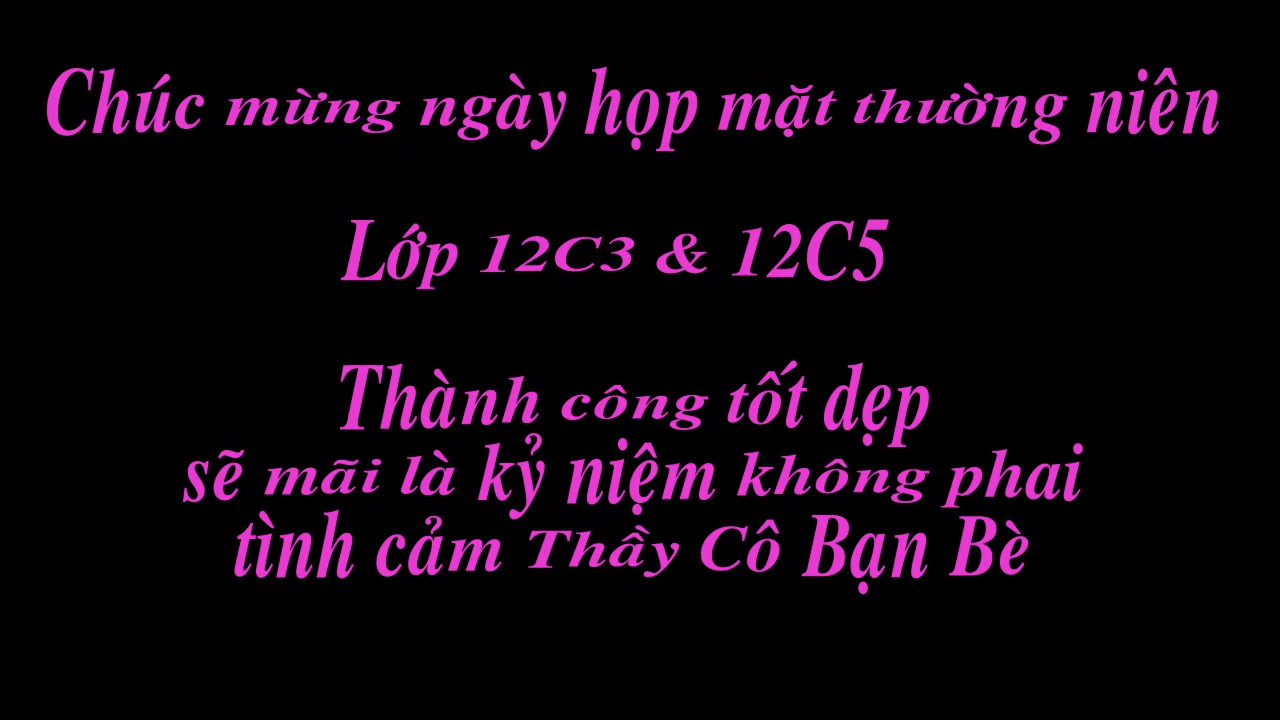 Chúc mừng ngày họp mặt thường niên
Lớp 12C3 & 12C5
Thành công tốt dẹp
sẽ mãi là kỷ niệm không phai
tình cảm Thầy Cô Bạn Bè